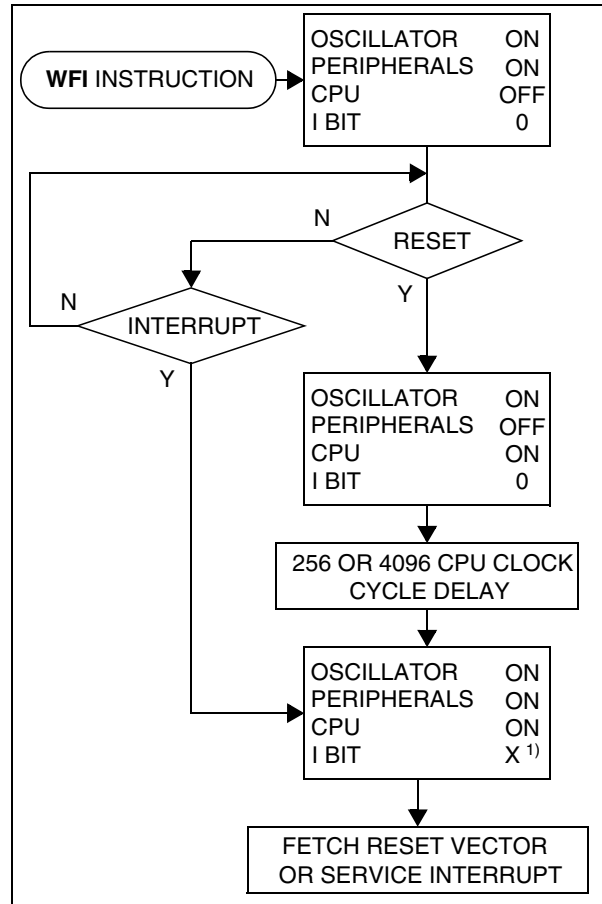 WFI INSTRUCTION
OSCILLATOR ON
PERIPHERALS ON
CPU OFF
I BIT 0
N
RESET
Y
N
INTERRUPT
Y
OSCILLATOR ON
PERIPHERALS OFF
CPU ON
I BIT 0
256 OR 4096 CPU CLOCK
CYCLE DELAY
OSCILLATOR ON
PERIPHERALS ON
CPU ON
I BIT X 1)
FETCH RESET VECTOR
OR SERVICE INTERRUPT